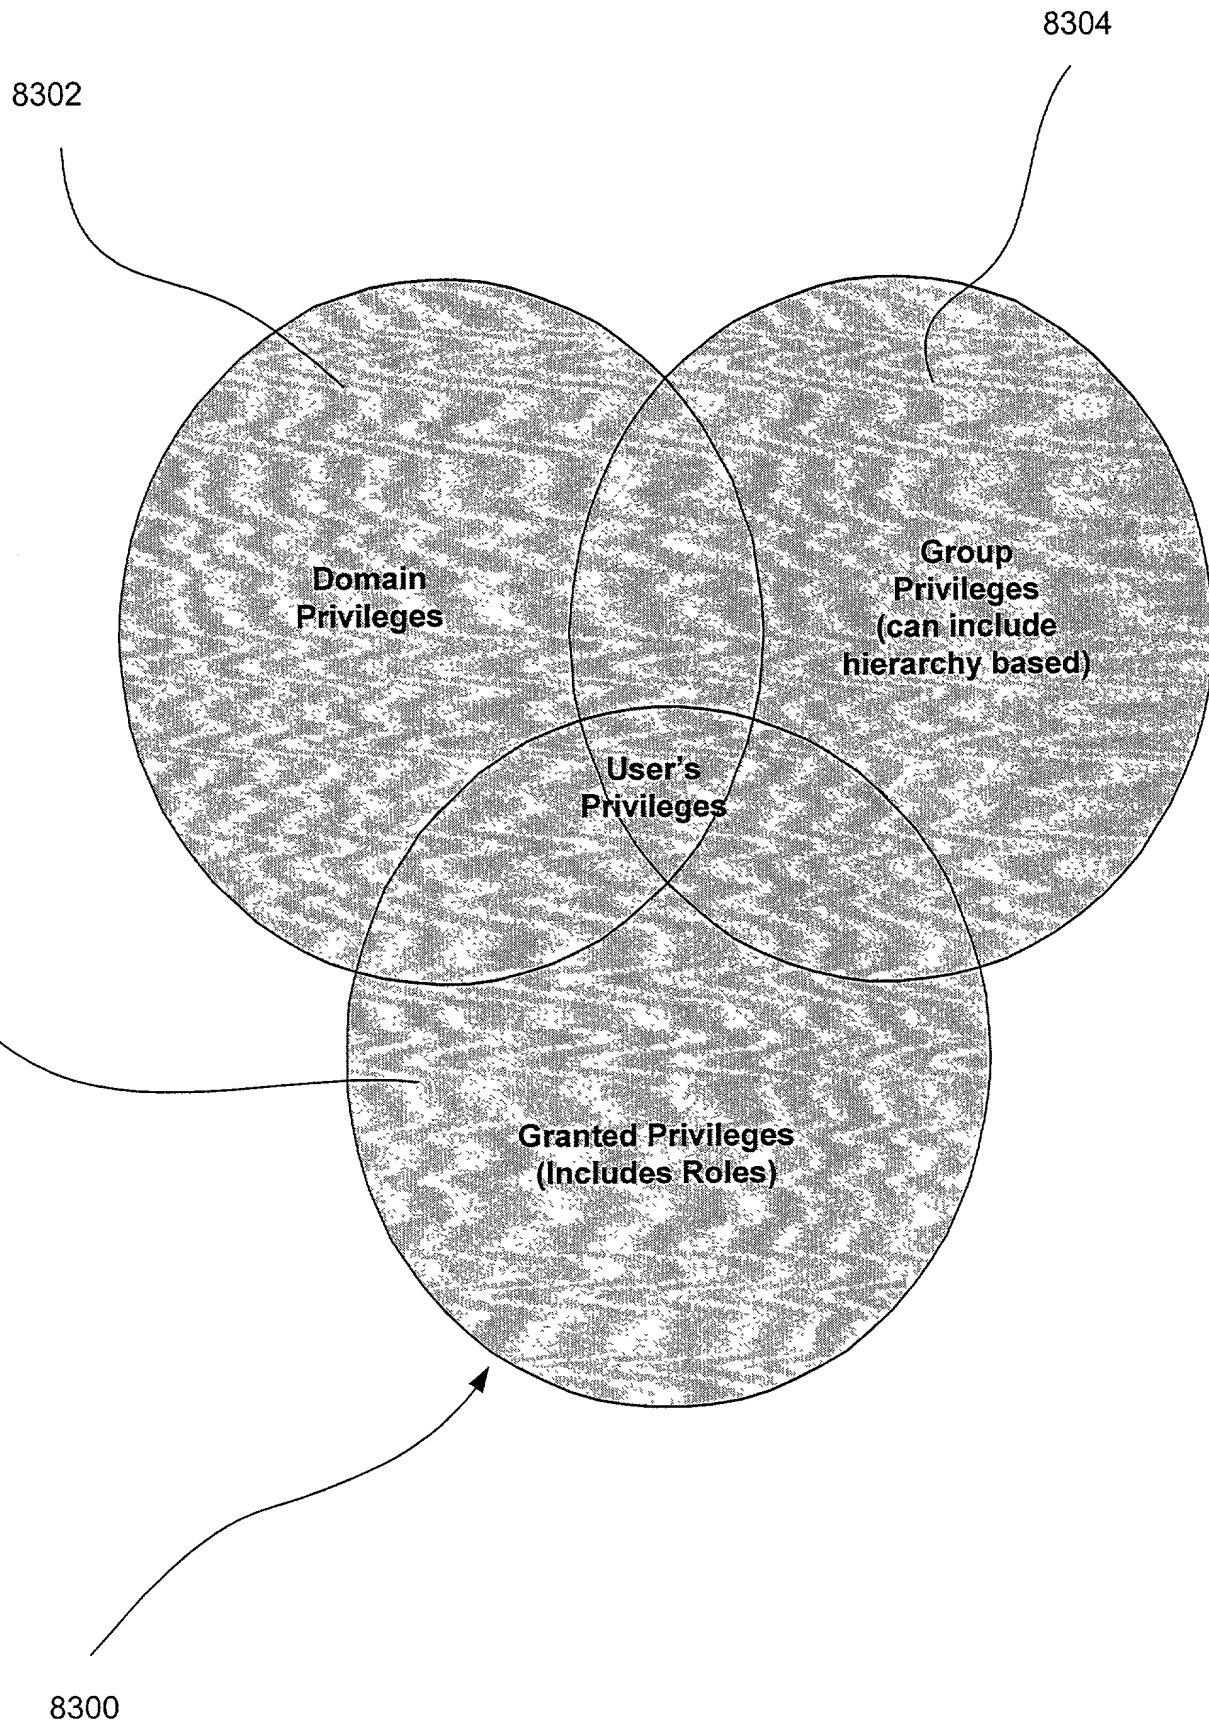 8304
8302
Domain
Privileges
Group
Privileges
(can include
hierarchy based)
User's
Privileges
Granted Privileges
(Includes Roles)
8300